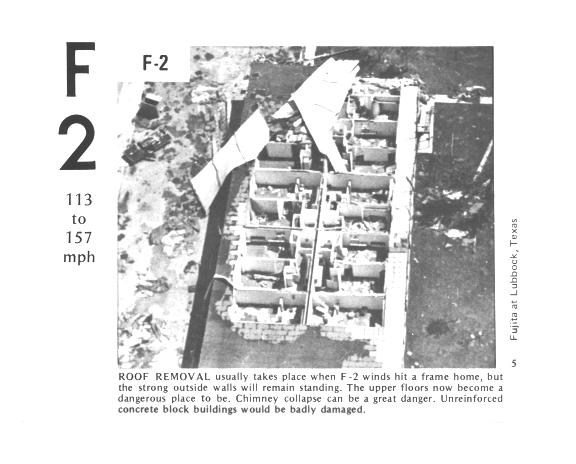 F
2
113
to
157
mph
F-2
Fujita at Lubbock, Texas
5
ROOF REMOVAL usually takes place when F-2 winds hit a frame home, but
the strong outside walls will remain standing. The upper floors now become a
dangerous place to be. Chimney collapse can be a great danger. Unreinforced
concrete block buildings would be badly damaged.